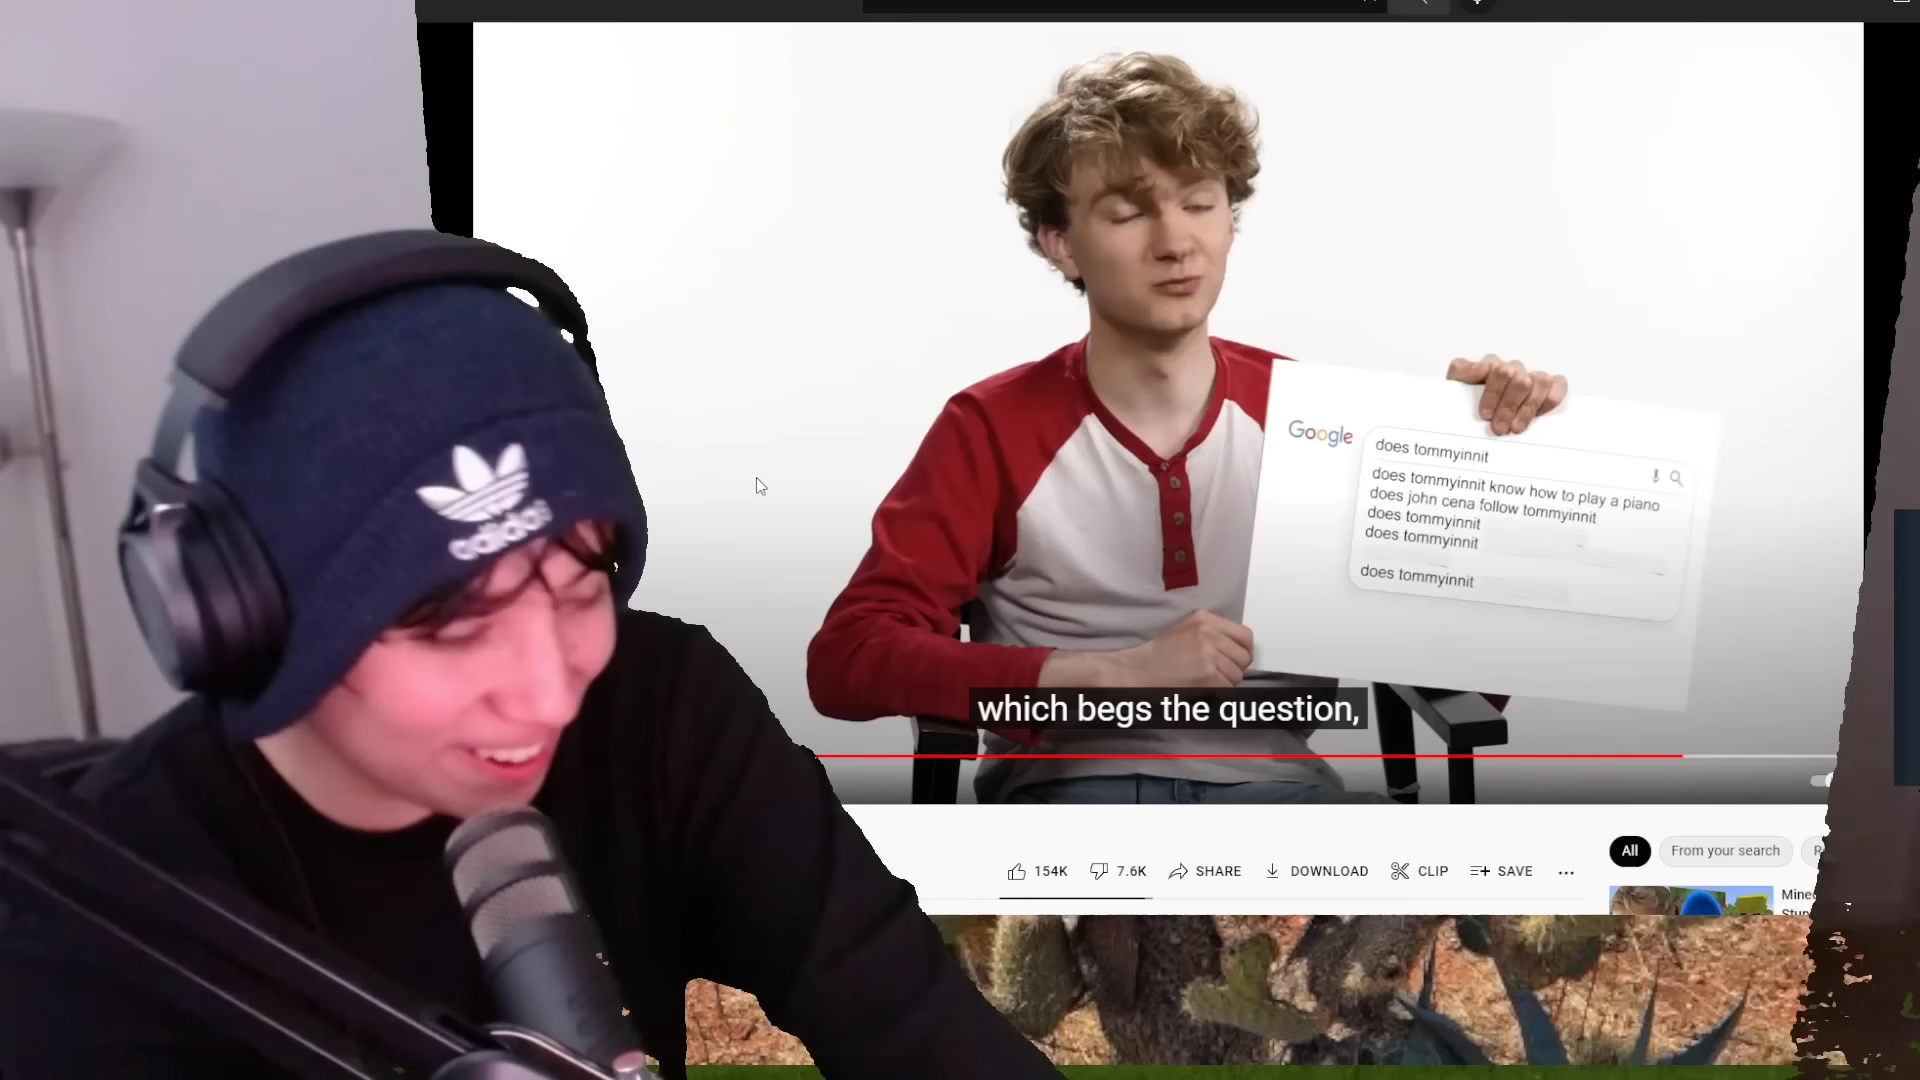 adidas
Google
does tommyinnit
does tommyinnit know how to play a piano
does john cena follow tommyinnit
does tommyinnit
does tommyinnit
does tommyinnit
which begs the question,
154K
7.6K
SHARE
DOWNLOAD
CLIP
SAVE
All
From your search